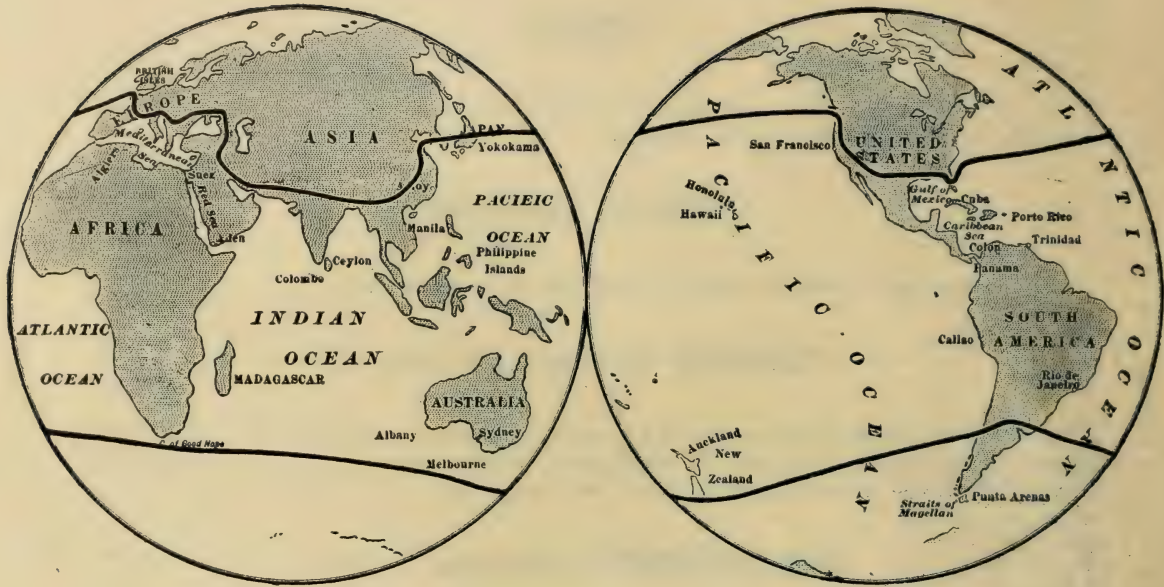 BRITISH
ISLES
EUROPE
ASIA
JAPAN
Yokokama
Mediterranean
Sea
Algiers
Suez
Red Sea
Aden
AFRICA
Manila
PACIEIC
OCEAN
Philippine
Islands
Colombo
Ceylon
INDIAN
OCEAN
ATLANTIC
OCEAN
MADAGASCAR
AUSTRALIA
Albany
Sydney
Melbourne
C. of Good Hope
PACIFIC OCEAN
ATLANTIC OCEAN
UNITED
STATES
San Francisco
Honolulu
Hawaii
Gulf of
Mexico
Cuba
Porto Rico
Caribbean
Sea
Colon
Trinidad
Panama
SOUTH
AMERICA
Callao
Rio de
Janeiro
Auckland
New
Zealand
Punta Arenas
Straits of
Magellan